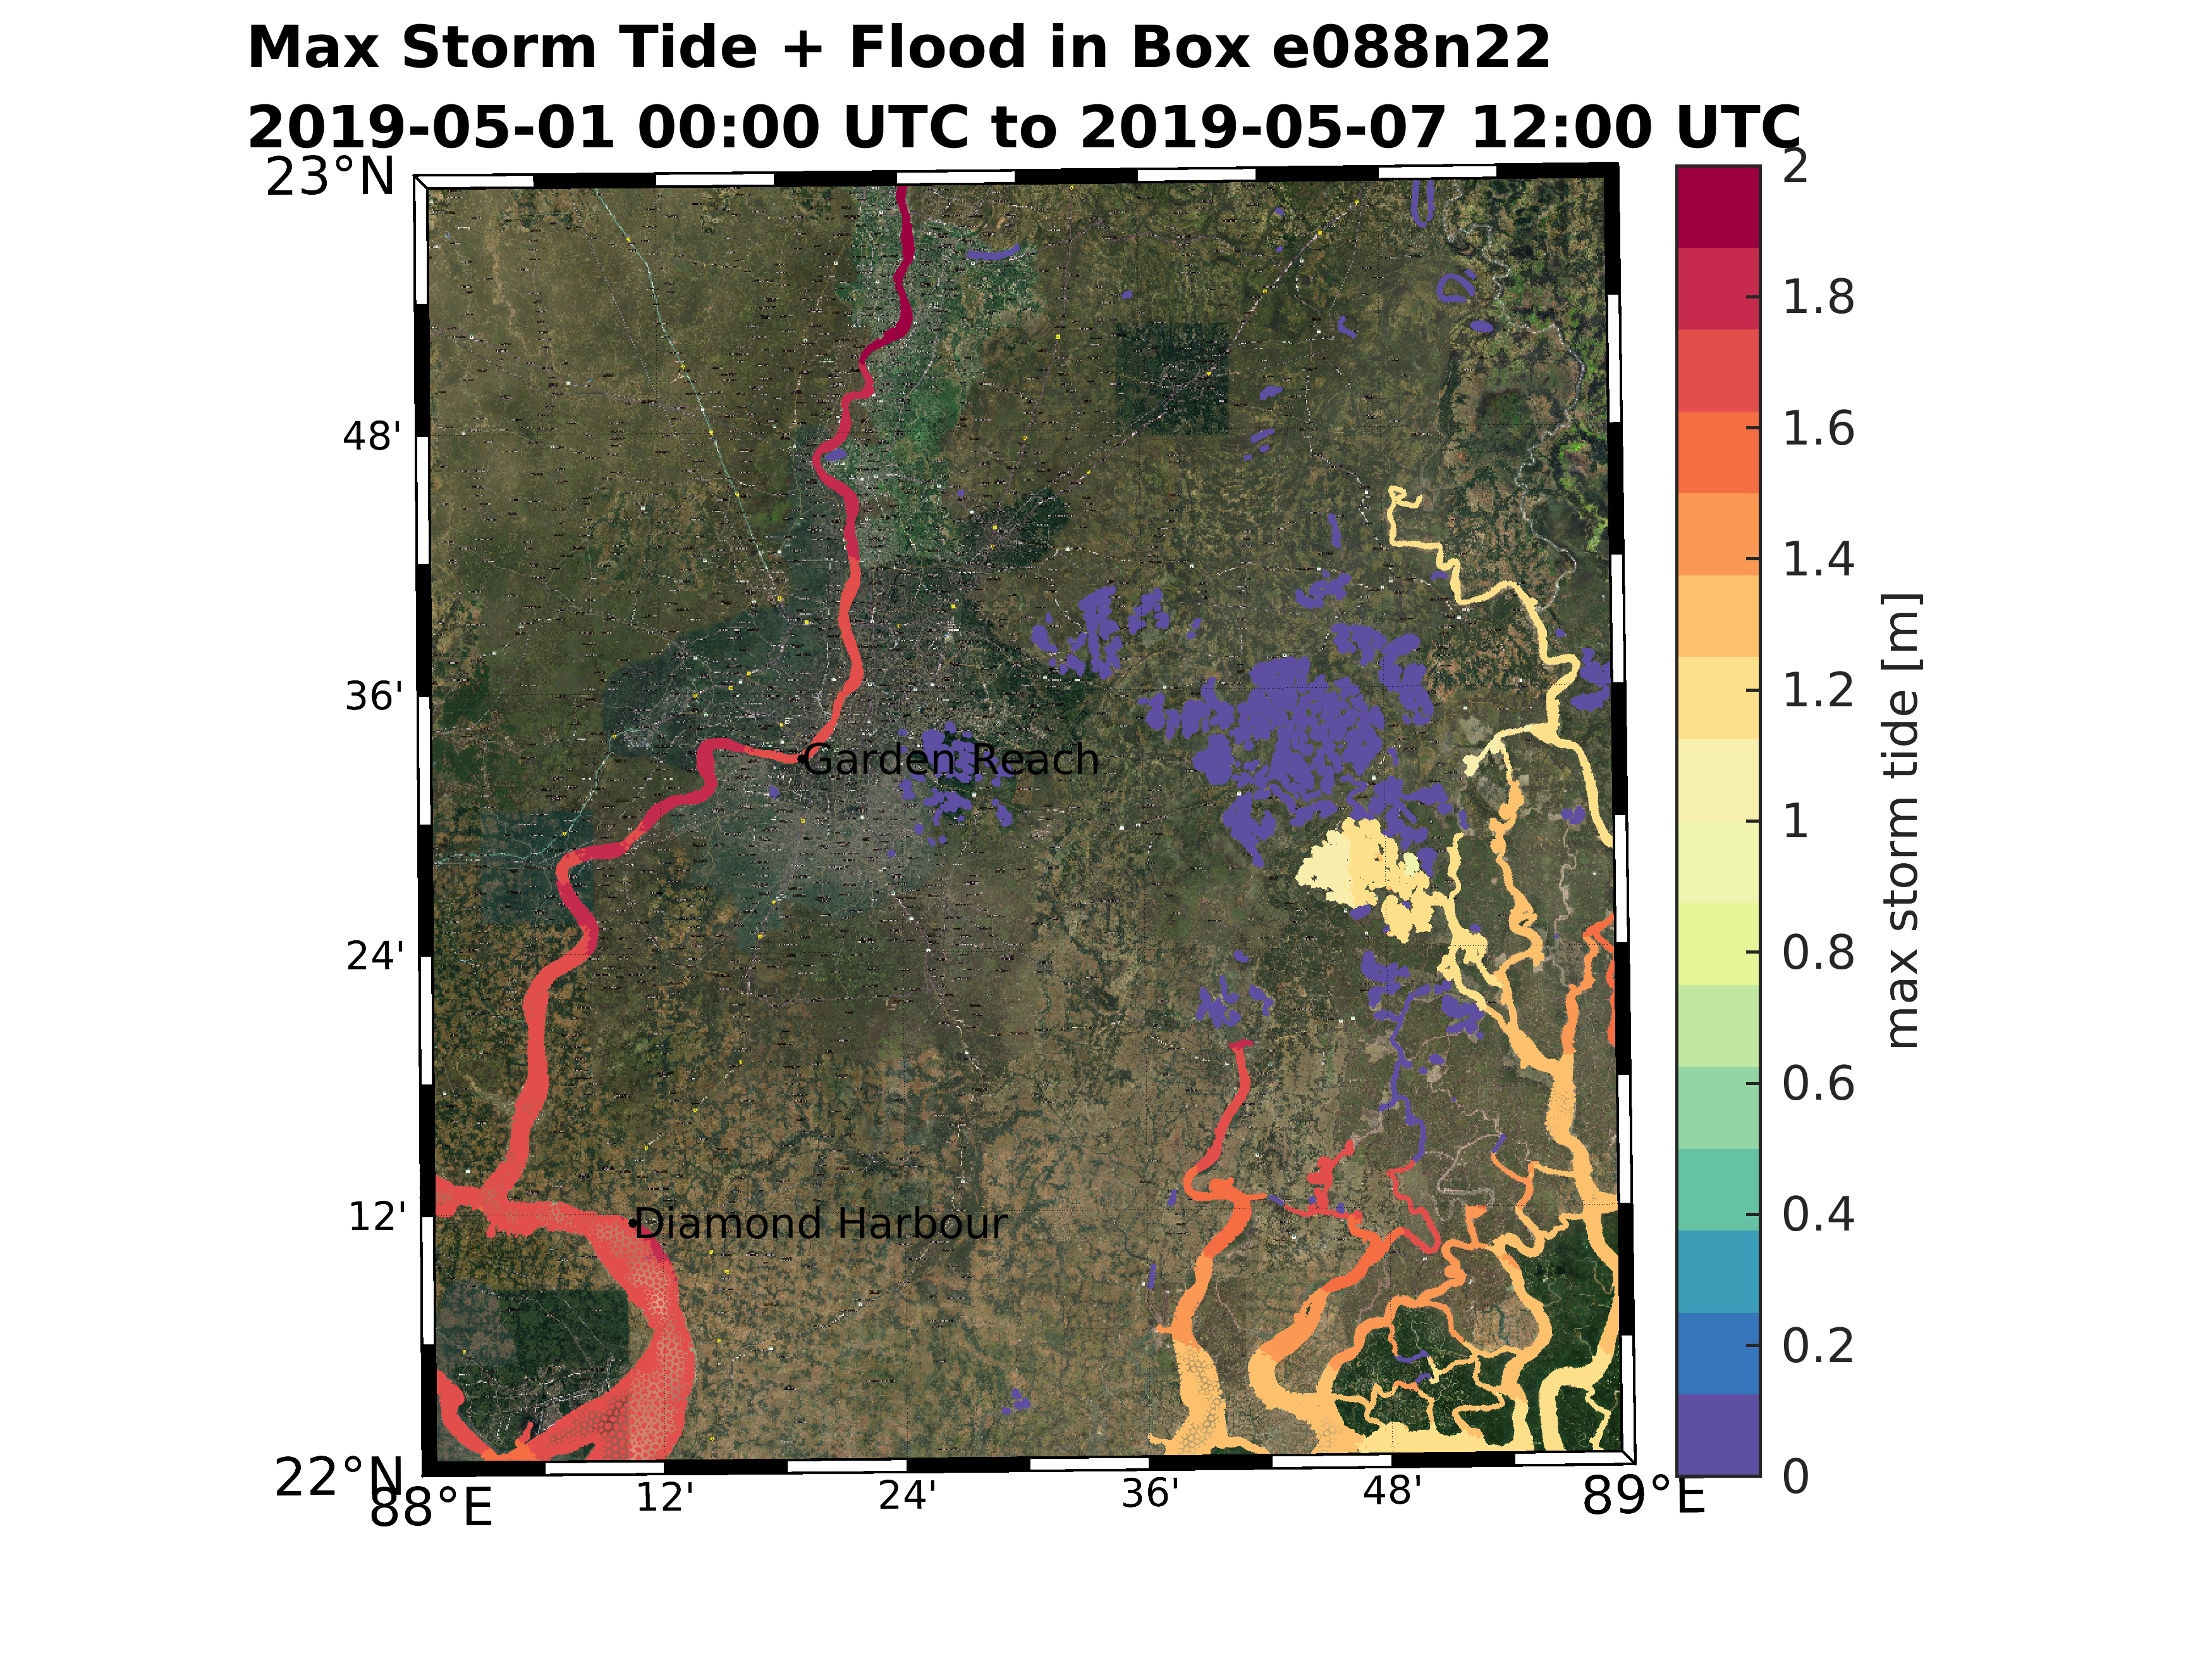 Max Storm Tide + Flood in Box e088n22
2019-05-01 00:00 UTC to 2019-05-07 12:00 UTC
23°N
48'
36'
24'
12'
22°N
88°E
12'
24'
36'
48'
89°E
Garden Reach
Diamond Harbour
2
1.8
1.6
1.4
1.2
1
0.8
0.6
0.4
0.2
0
max storm tide [m]